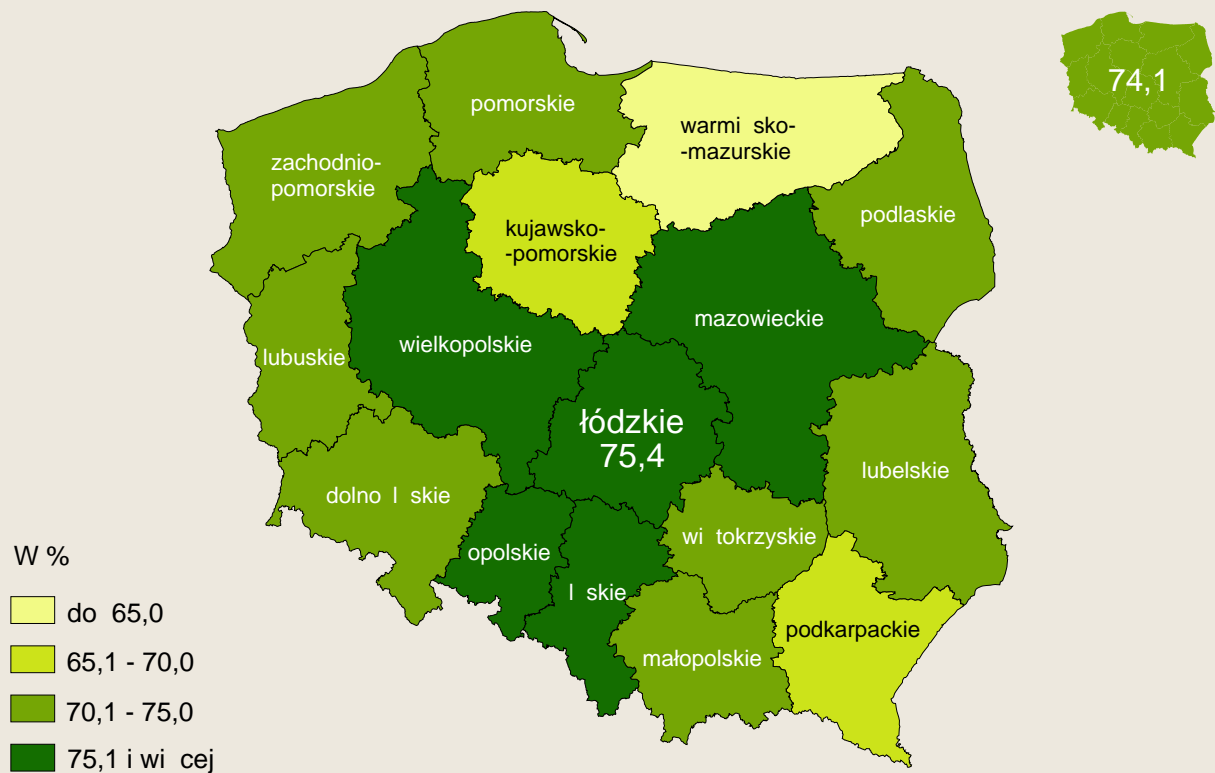 74,1
pomorskie
warmi sko-
-mazurskie
zachodnio-
pomorskie
podlaskie
kujawsko-
-pomorskie
mazowieckie
wielkopolskie
lubuskie
łódzkie
75,4
lubelskie
dolno l skie
wi tokrzyskie
opolskie
l skie
podkarpackie
małopolskie
W %
do 65,0
65,1 - 70,0
70,1 - 75,0
75,1 i wi cej